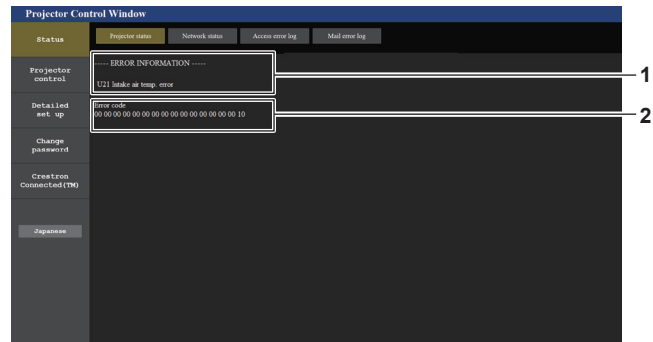 Projector Control Window
Status
Projector status
Network status
Access error log
Mail error log
Projector
control
Detailed
set up
Change
password
Crestron
Connected(TM)
Japanese
----- ERROR INFORMATION -----
U21 Intake air temp. error
Error code
00 00 00 00 00 00 00 00 00 00 00 00 00 00 00 10
1
2